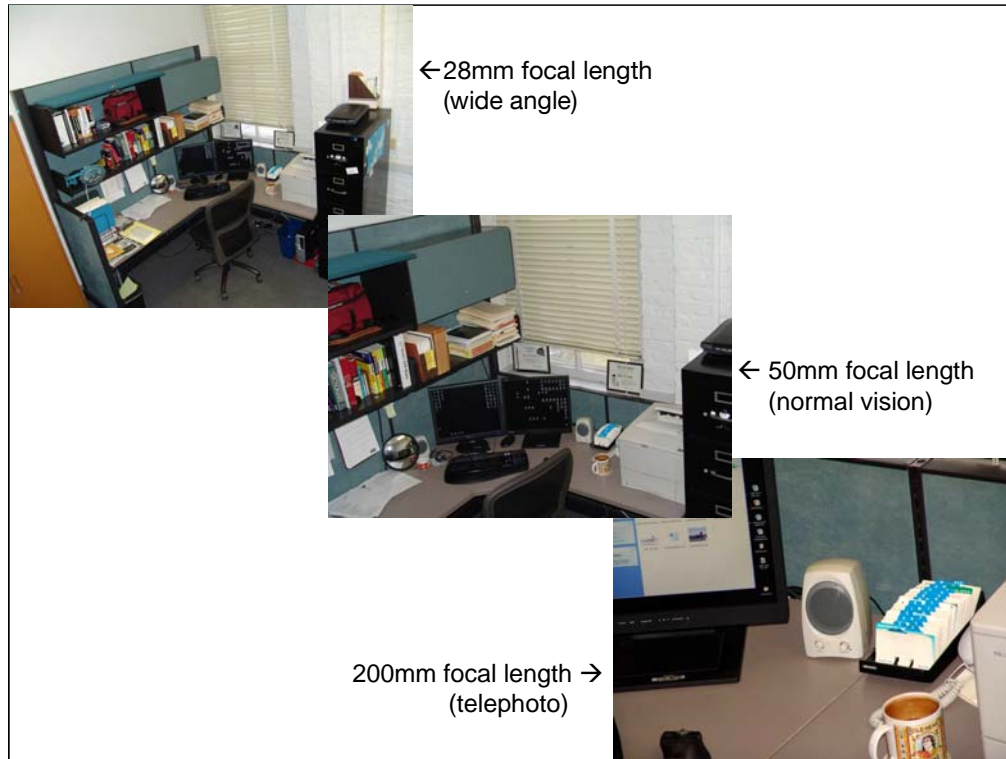 ←28mm focal length
(wide angle)
← 50mm focal length
(normal vision)
200mm focal length →
(telephoto)